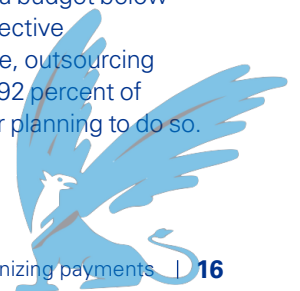 a budget below
ective
e, outsourcing
92 percent of
r planning to do so.
nizing payments | 16